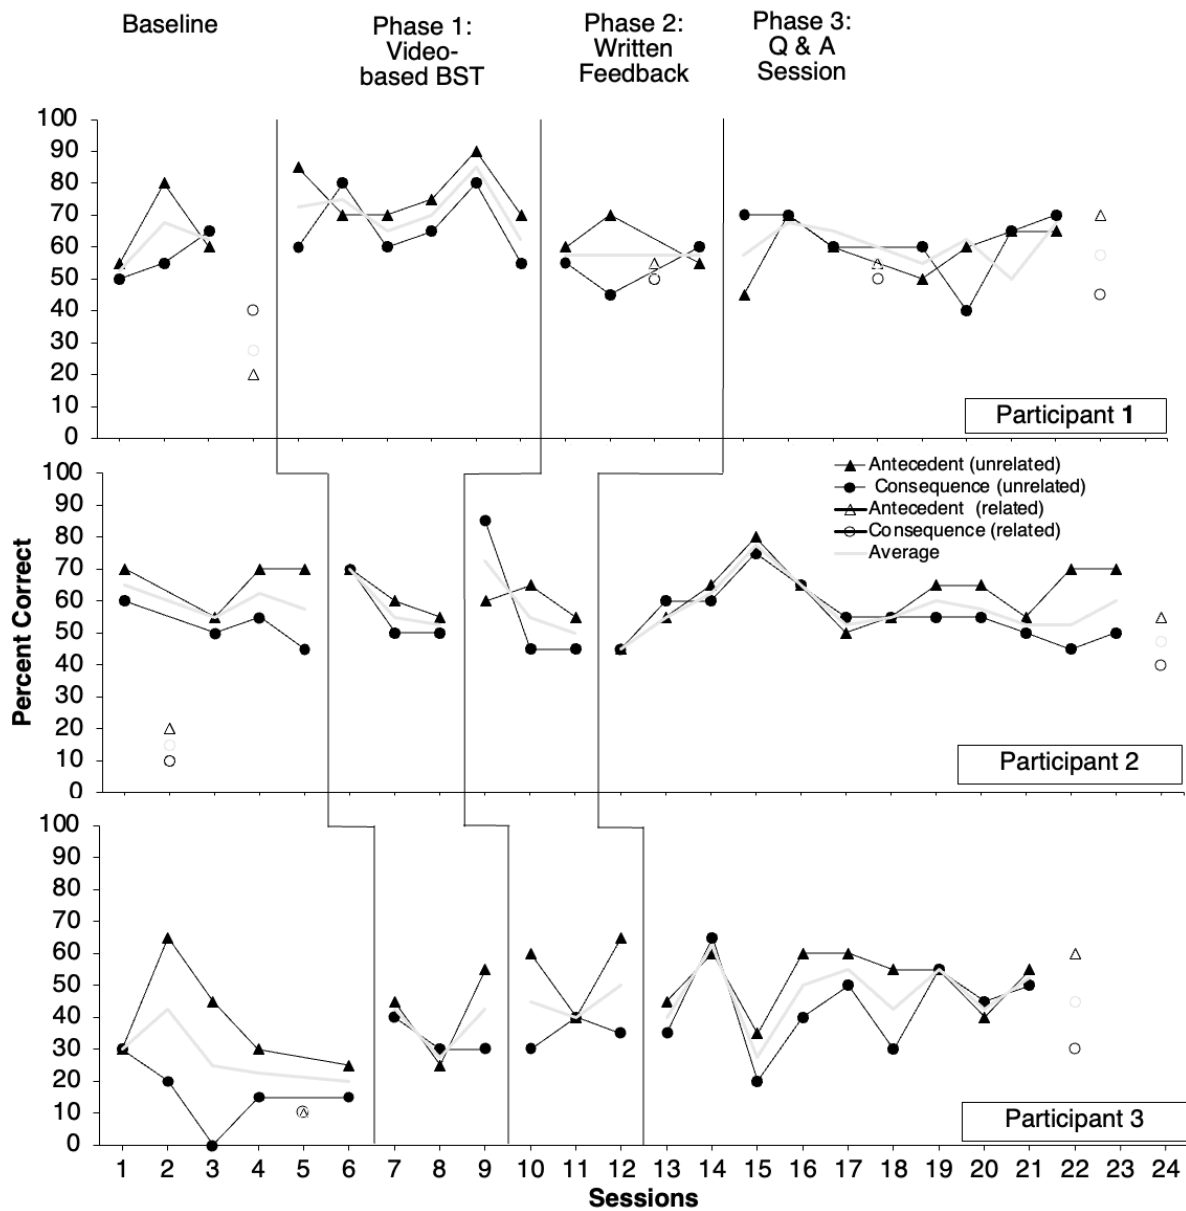 Baseline
Phase 1:
Video-
based BST
Phase 2:
Written
Feedback
Phase 3:
Q & A
Session
100
90
80
70
60
50
40
30
20
10
0
Participant 1
Percent Correct
100
90
80
70
60
50
40
30
20
10
0
Antecedent (unrelated)
Consequence (unrelated)
Antecedent (related)
Consequence (related)
Average
Participant 2
100
90
80
70
60
50
40
30
20
10
0
Participant 3
1 2 3 4 5 6 7 8 9 10 11 12 13 14 15 16 17 18 19 20 21 22 23 24
Sessions